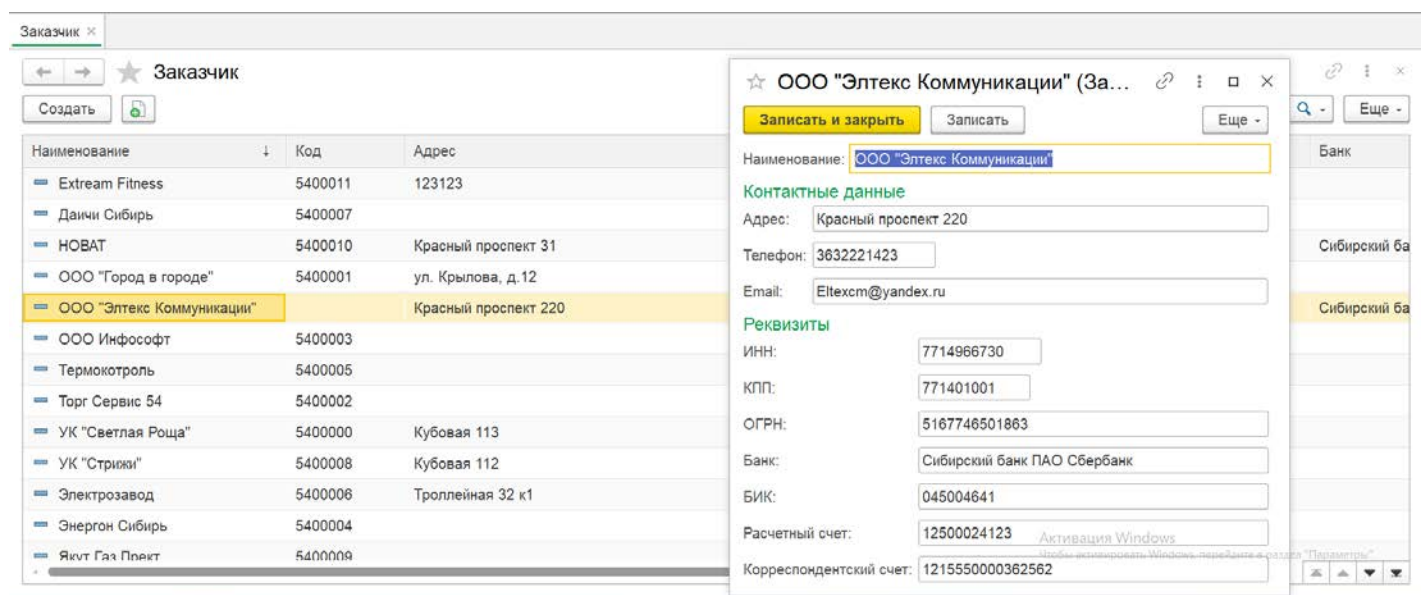 Заказчик
Заказчик
Создать
Еще
Наименование ↓ Код Адрес Банк
Extream Fitness 5400011 123123
Даичи Сибирь 5400007
НОВАТ 5400010 Красный проспект 31 Сибирский ба
ООО "Город в городе" 5400001 ул. Крылова, д.12
ООО "Элтекс Коммуникации" Красный проспект 220 Сибирский ба
ООО Инфософт 5400003
Термокотроль 5400005
Торг Сервис 54 5400002
УК "Светлая Роща" 5400000 Кубовая 113
УК "Стрижи" 5400008 Кубовая 112
Электрозавод 5400006 Троллейная 32 к1
Энергон Сибирь 5400004
Якут Газ Прект 5400009
ООО "Элтекс Коммуникации" (За...
Записать и закрыть Записать Еще
Наименование: ООО "Элтекс Коммуникации"
Контактные данные
Адрес: Красный проспект 220
Телефон: 3632221423
Email: Eltexcm@yandex.ru
Реквизиты
ИНН: 7714966730
КПП: 771401001
ОГРН: 5167746501863
Банк: Сибирский банк ПАО Сбербанк
БИК: 045004641
Расчетный счет: 12500024123
Активация Windows
Чтобы активировать Windows, перейдите в раздел "Параметры".
Корреспондентский счет: 1215550000362562